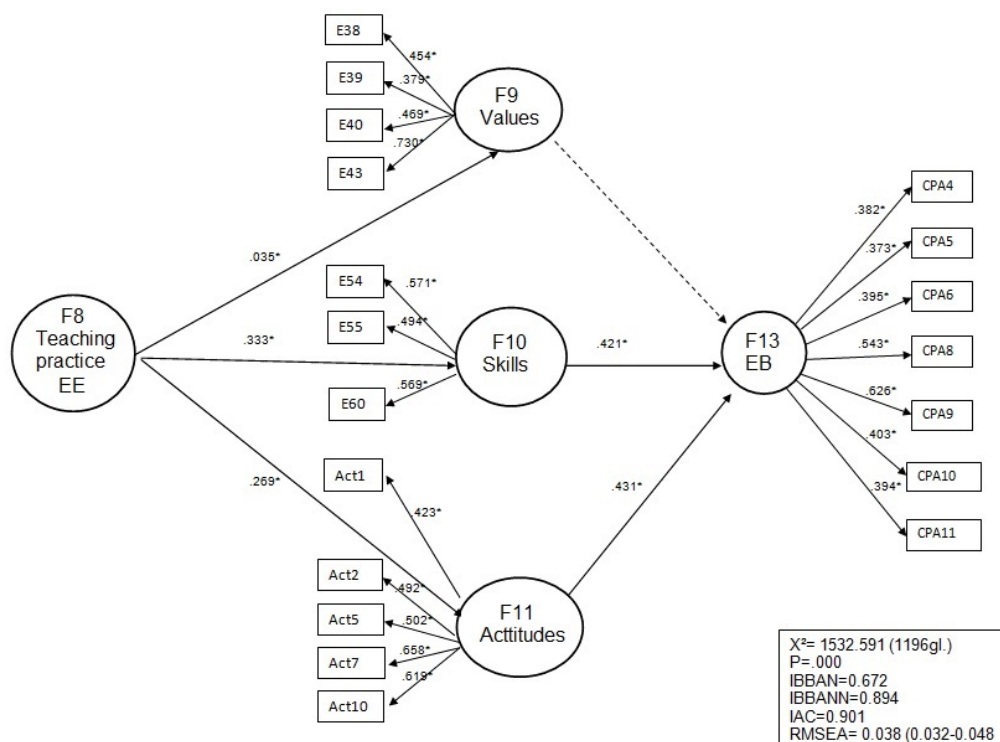 E38
E39
E40
E43
.454*
.379*
.469*
.730*
F9
Values
.035*
F8
Teaching
practice
EE
.333*
.269*
E54
E55
E60
.571*
.494*
.569*
F10
Skills
.421*
Act1
Act2
Act5
Act7
Act10
.423*
.492*
.502*
.658*
.619*
F11
Acttitudes
.431*
F13
EB
.382*
.373*
.395*
.543*
.626*
.403*
.394*
CPA4
CPA5
CPA6
CPA8
CPA9
CPA10
CPA11
X²= 1532.591 (1196gl.)
P=.000
IBBAN=0.672
IBBANN=0.894
IAC=0.901
RMSEA= 0.038 (0.032-0.048